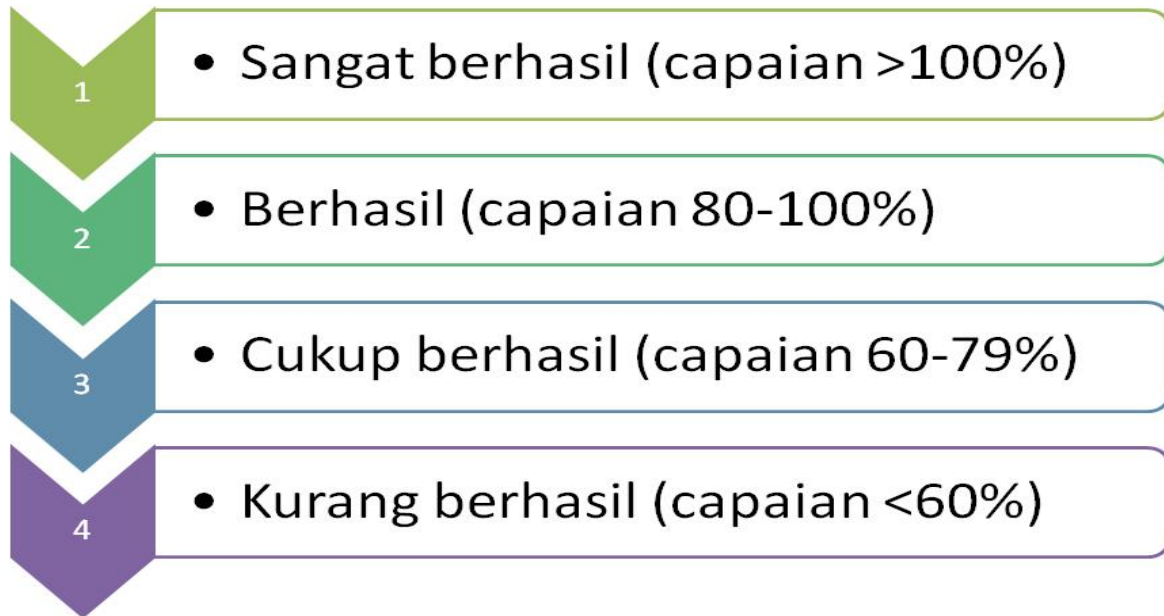 1
• Sangat berhasil (capaian >100%)
2
• Berhasil (capaian 80-100%)
3
• Cukup berhasil (capaian 60-79%)
4
• Kurang berhasil (capaian <60%)